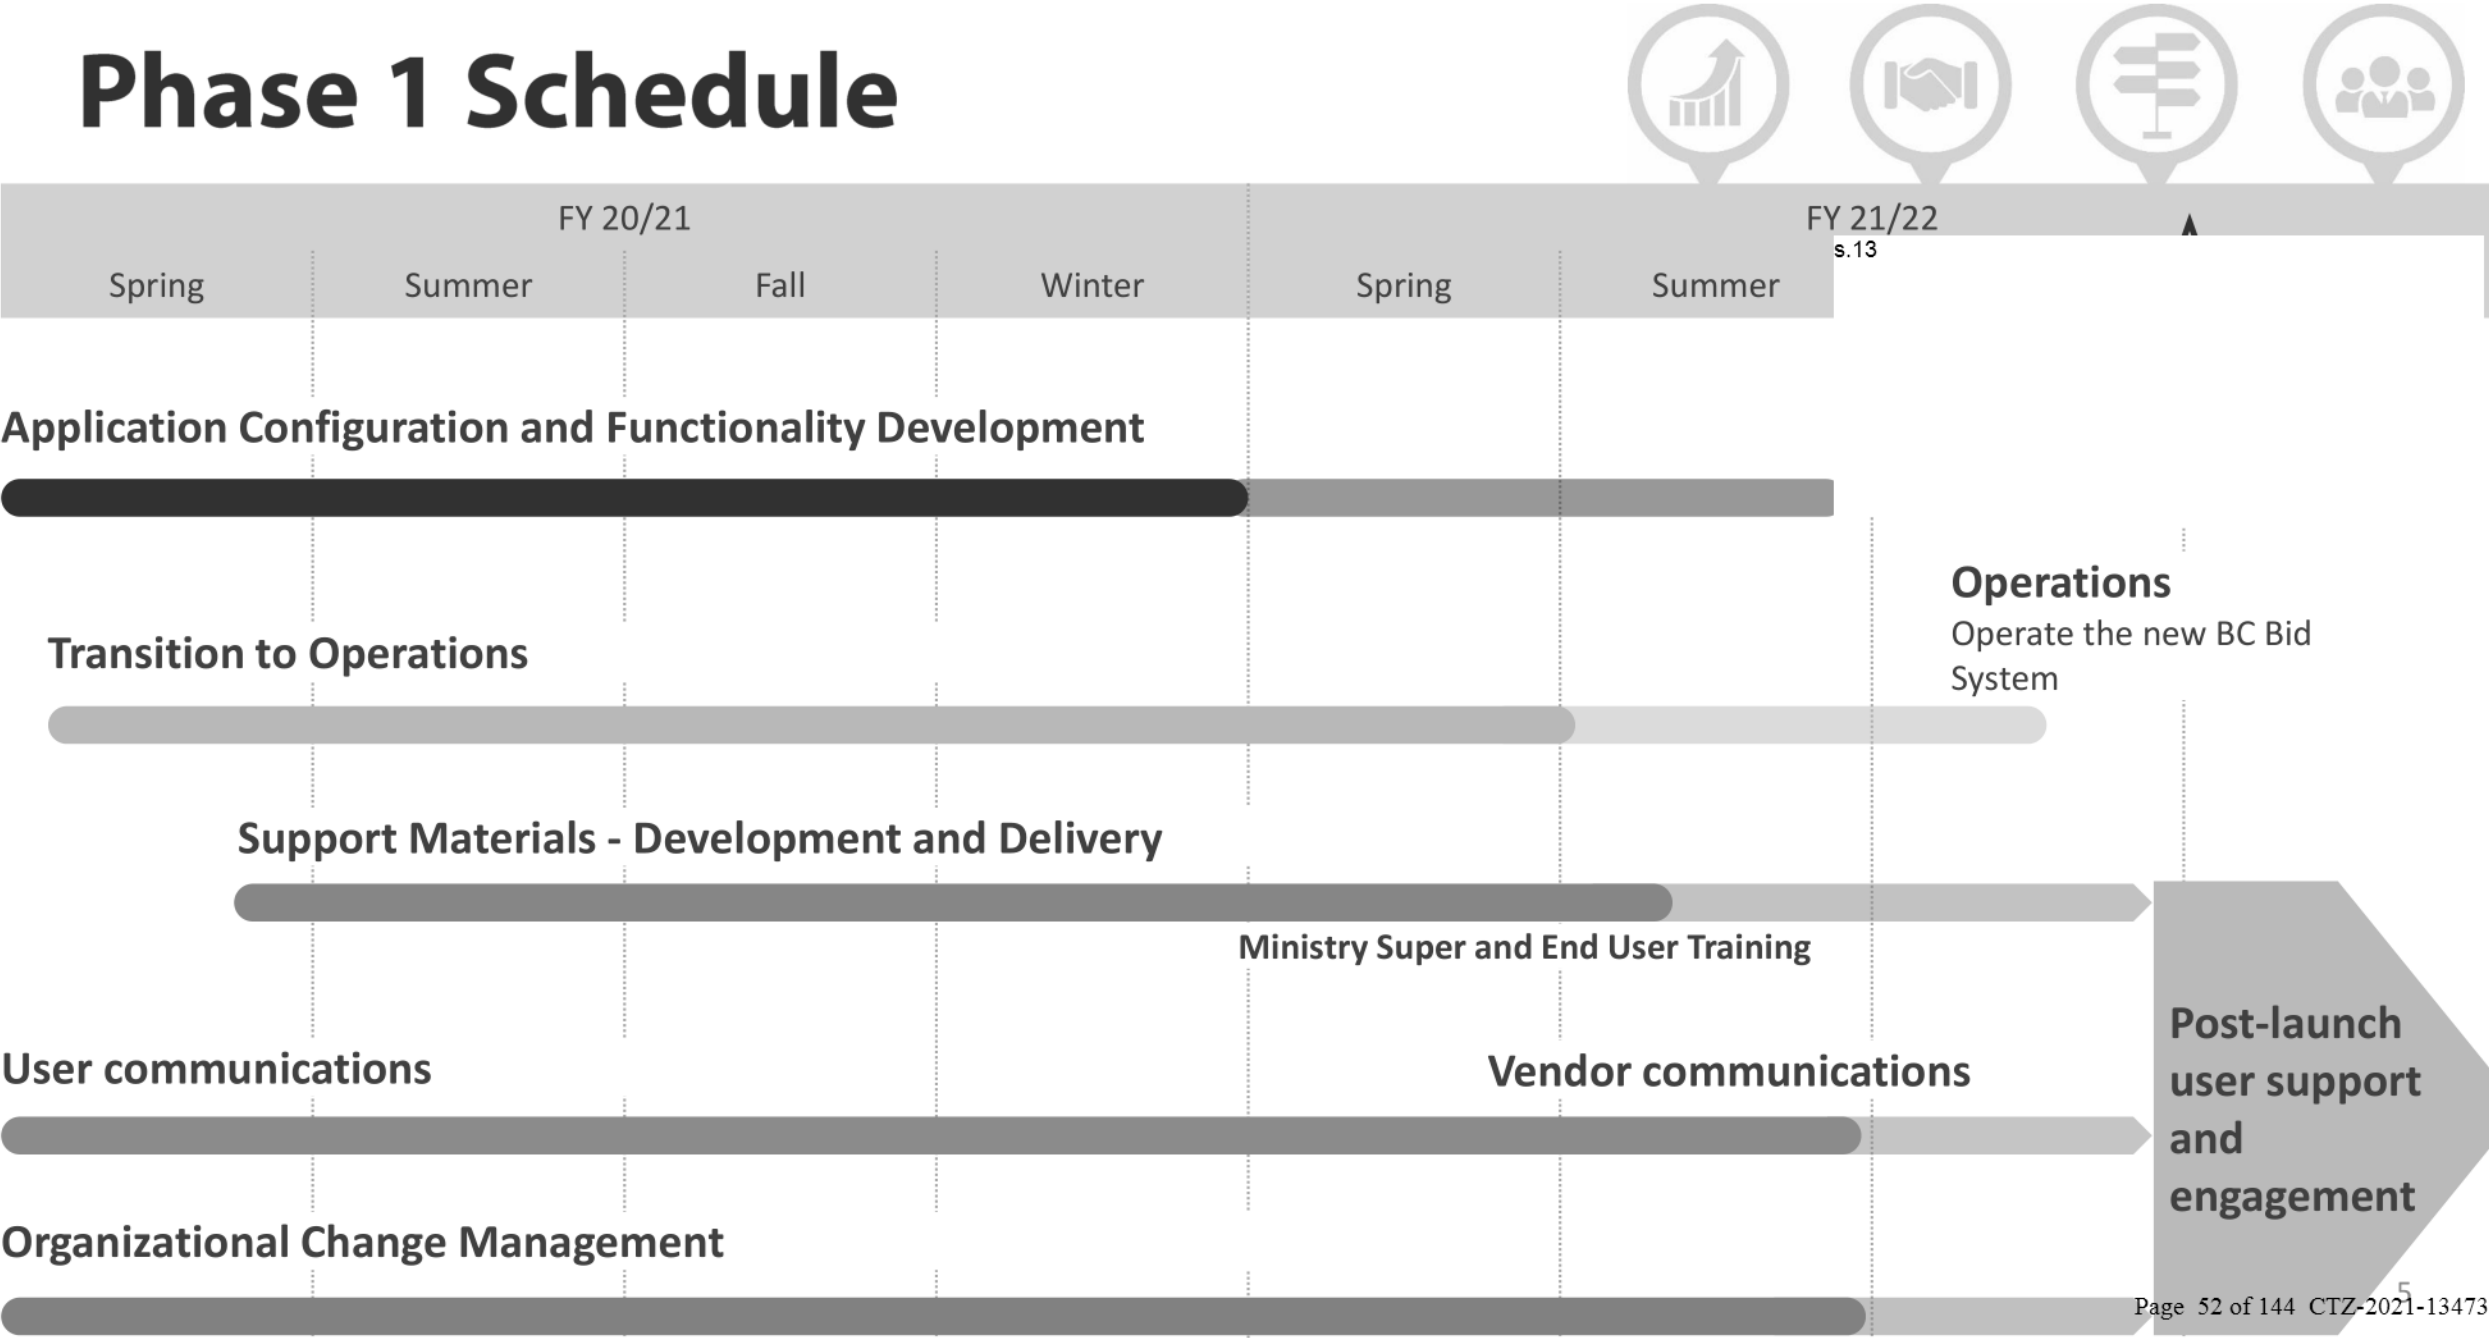 Phase 1 Schedule
FY 20/21
FY 21/22
s.13
Spring
Summer
Fall
Winter
Spring
Summer
Application Configuration and Functionality Development
Operations
Operate the new BC Bid
System
Transition to Operations
Support Materials - Development and Delivery
Ministry Super and End User Training
User communications
Vendor communications
Post-launch
user support
and
engagement
Organizational Change Management
5
Page 52 of 144 CTZ-2021-13473